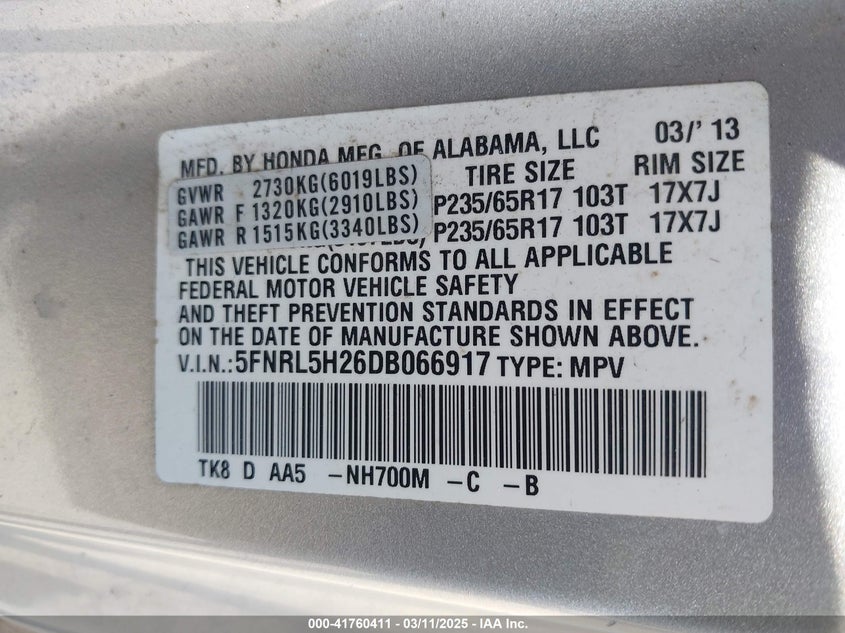 MFD. BY HONDA MFG. OF ALABAMA, LLC 03/' 13
TIRE SIZE RIM SIZE
GVWR 2730KG(6019LBS)
GAWR F 1320KG(2910LBS) P235/65R17 103T 17X7J
GAWR R 1515KG(3340LBS) P235/65R17 103T 17X7J
THIS VEHICLE CONFORMS TO ALL APPLICABLE
FEDERAL MOTOR VEHICLE SAFETY
AND THEFT PREVENTION STANDARDS IN EFFECT
ON THE DATE OF MANUFACTURE SHOWN ABOVE.
V.I.N.:5FNRL5H26DB066917 TYPE: MPV
TK8 D AA5 -NH700M -C -B
000-41760411 - 03/11/2025 - IAA Inc.